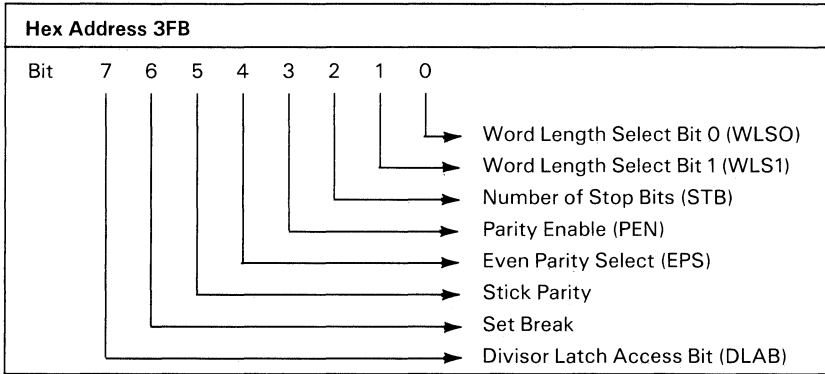 Hex Address 3FB
Bit 7 6 5 4 3 2 1 0
Word Length Select Bit 0 (WLSO)
Word Length Select Bit 1 (WLS1)
Number of Stop Bits (STB)
Parity Enable (PEN)
Even Parity Select (EPS)
Stick Parity
Set Break
Divisor Latch Access Bit (DLAB)